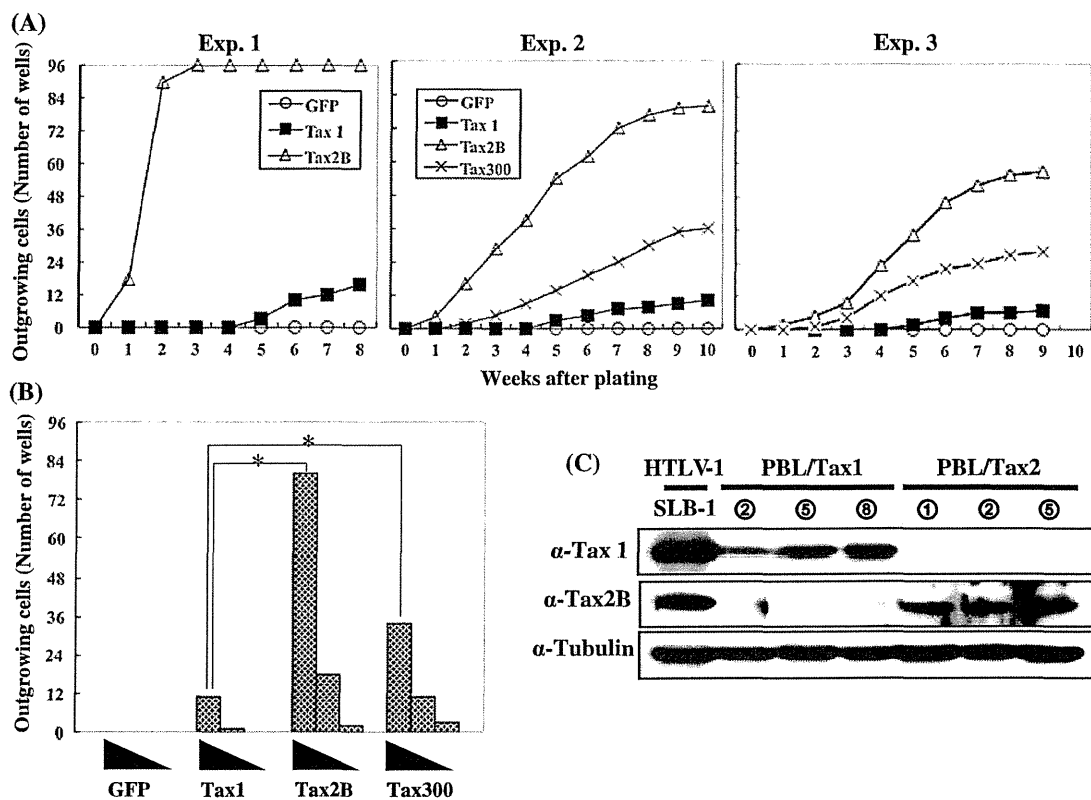 (A)
Exp. 1
Exp. 2
Exp. 3
Outgrowing cells (Number of wells)
96
84
72
60
48
36
24
12
0
GFP
Tax 1
Tax2B
GFP
Tax 1
Tax2B
Tax300
0 1 2 3 4 5 6 7 8
0 1 2 3 4 5 6 7 8 9 10
0 1 2 3 4 5 6 7 8 9 10
Weeks after plating
(B)
Outgrowing cells (Number of wells)
96
84
72
60
48
36
24
12
0
*
*
GFP
Tax1
Tax2B
Tax300
(C)
HTLV-1 PBL/Tax1 PBL/Tax2
SLB-1 ② ⑤ ⑧ ① ② ⑤
α-Tax 1
α-Tax2B
α-Tubulin